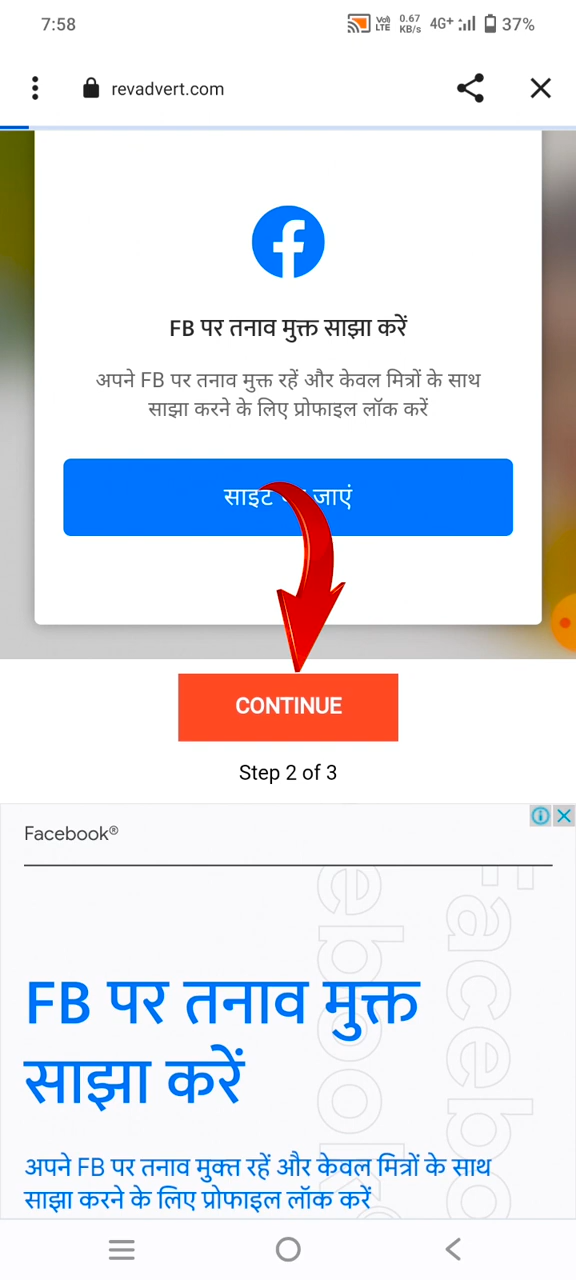 7:58
Vo) LTE 0.67 KB/s 4G+ 37%
revadvert.com
FB पर तनाव मुक्त साझा करें
अपने FB पर तनाव मुक्त रहें और केवल मित्रों के साथ
साझा करने के लिए प्रोफाइल लॉक करें
साइट जाएं
CONTINUE
Step 2 of 3
Facebook®
FB पर तनाव मुक्त
साझा करें
अपने FB पर तनाव मुक्त रहें और केवल मित्रों के साथ
साझा करने के लिए प्रोफाइल लॉक करें